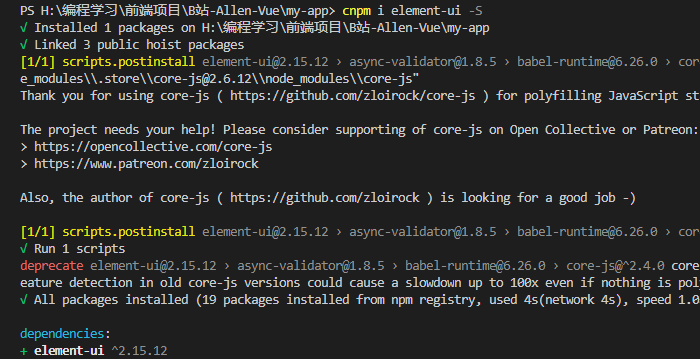 PS H:\编程学习\前端项目\B站-Allen-Vue\my-app> cnpm i element-ui -S
√ Installed 1 packages on H:\编程学习\前端项目\B站-Allen-Vue\my-app
√ Linked 3 public hoist packages
[1/1] scripts.postinstall element-ui@2.15.12 › async-validator@1.8.5 › babel-runtime@6.26.0 › cor
e_modules\\.store\\core-js@2.6.12\\node_modules\\core-js"
Thank you for using core-js ( https://github.com/zloirock/core-js ) for polyfilling JavaScript st
The project needs your help! Please consider supporting of core-js on Open Collective or Patreon:
> https://opencollective.com/core-js
> https://www.patreon.com/zloirock
Also, the author of core-js ( https://github.com/zloirock ) is looking for a good job -)
[1/1] scripts.postinstall element-ui@2.15.12 › async-validator@1.8.5 › babel-runtime@6.26.0 › cor
√ Run 1 scripts
deprecate element-ui@2.15.12 › async-validator@1.8.5 › babel-runtime@6.26.0 › core-js@^2.4.0 core
eature detection in old core-js versions could cause a slowdown up to 100x even if nothing is pol
√ All packages installed (19 packages installed from npm registry, used 4s(network 4s), speed 1.0
dependencies:
+ element-ui ^2.15.12